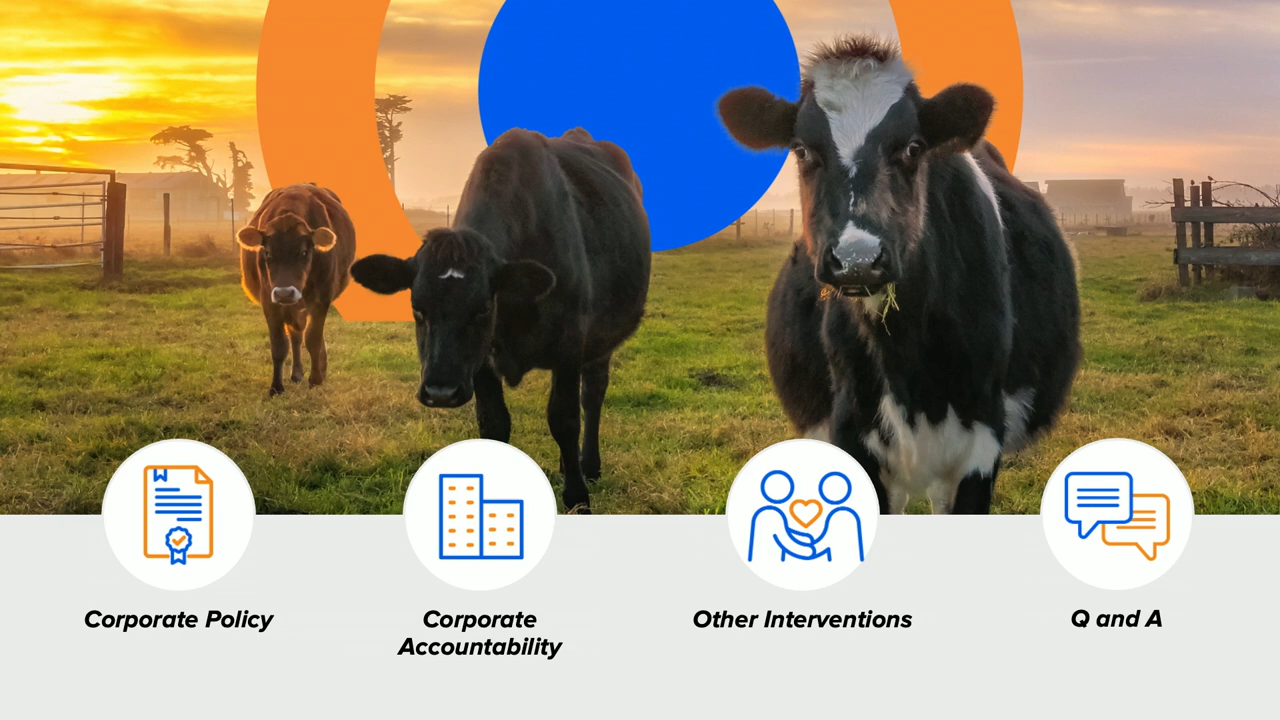 Corporate Policy
Corporate
Accountability
Other Interventions
Q and A